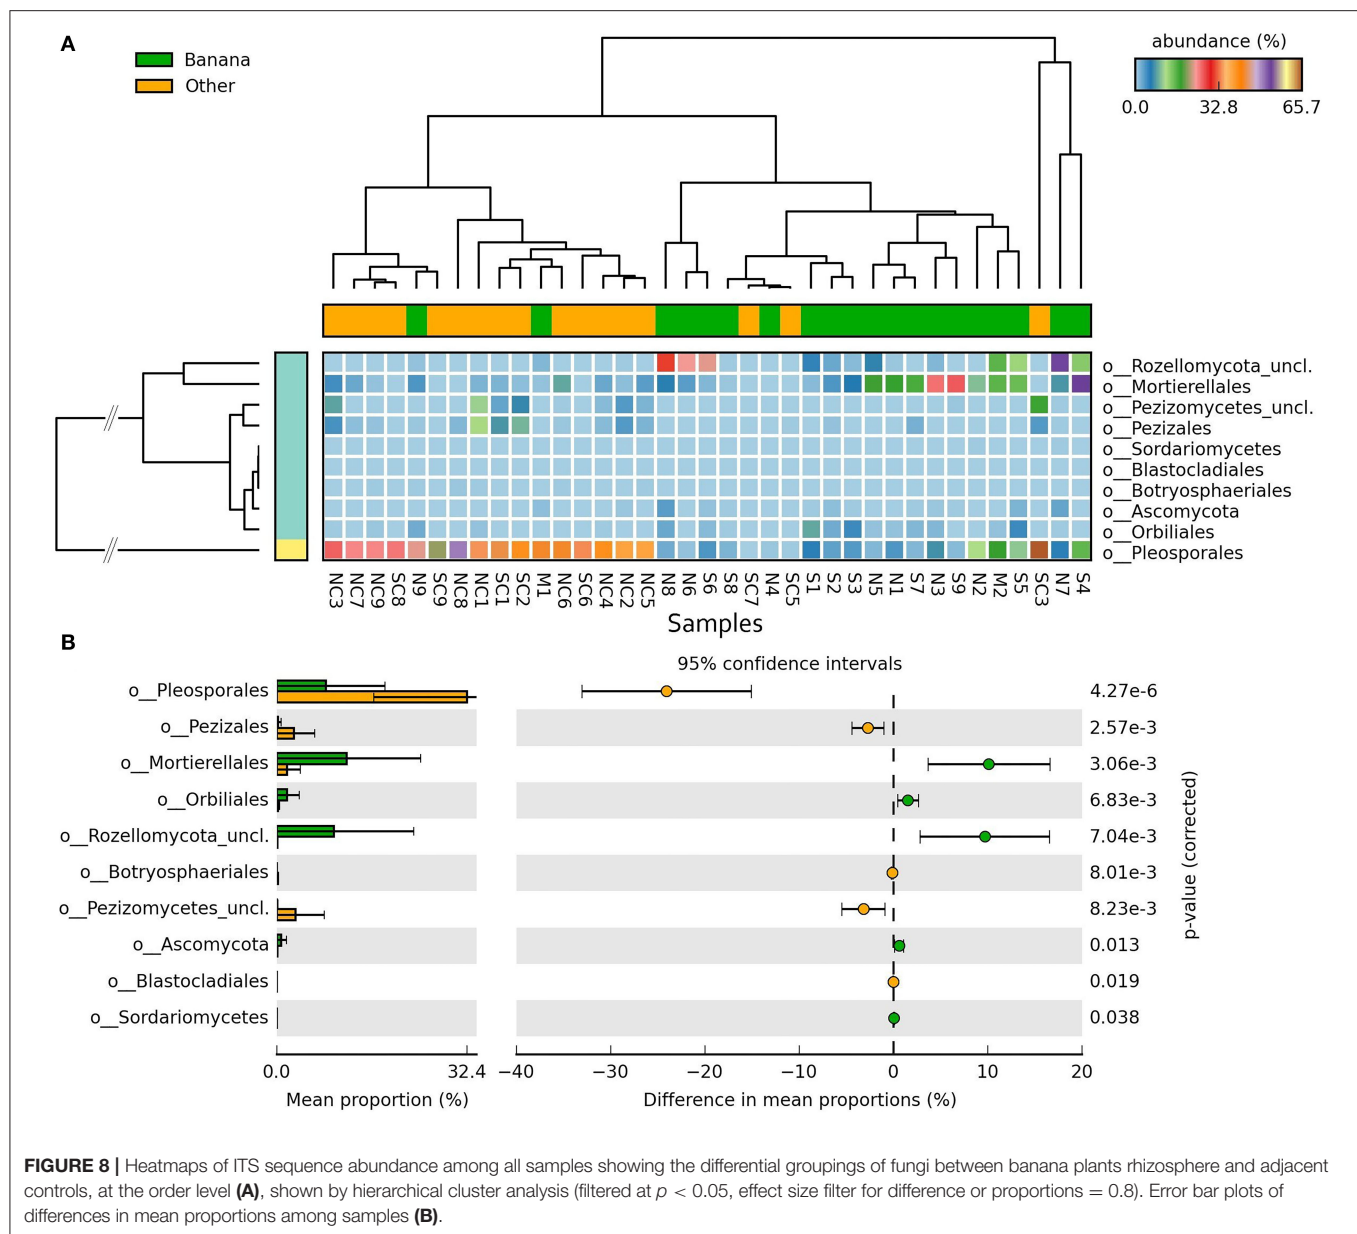 A
Banana
Other
abundance (%)
0.0 32.8 65.7
o__Rozellomycota_uncl.
o__Mortierellales
o__Pezizomycetes_uncl.
o__Pezizales
o__Sordariomycetes
o__Blastocladiales
o__Botryosphaeriales
o__Ascomycota
o__Orbiliales
o__Pleosporales
NC3 NC7 NC9 SC8 N9 SC9 NC8 NC1 SC1 SC2 M1 NC6 SC6 NC4 NC2 NC5 N8 N6 S6 S8 SC7 N4 SC5 S1 S2 S3 N5 N1 S7 N3 S9 N2 M2 S5 SC3 N7 S4
Samples
B
95% confidence intervals
o__Pleosporales 4.27e-6
o__Pezizales 2.57e-3
o__Mortierellales 3.06e-3
o__Orbiliales 6.83e-3
o__Rozellomycota_uncl. 7.04e-3
o__Botryosphaeriales 8.01e-3
o__Pezizomycetes_uncl. 8.23e-3
o__Ascomycota 0.013
o__Blastocladiales 0.019
o__Sordariomycetes 0.038
p-value (corrected)
0.0 32.4 −40 −30 −20 −10 0 10 20
Mean proportion (%) Difference in mean proportions (%)
FIGURE 8 | Heatmaps of ITS sequence abundance among all samples showing the differential groupings of fungi between banana plants rhizosphere and adjacent
controls, at the order level (A), shown by hierarchical cluster analysis (filtered at p < 0.05, effect size filter for difference or proportions = 0.8). Error bar plots of
differences in mean proportions among samples (B).